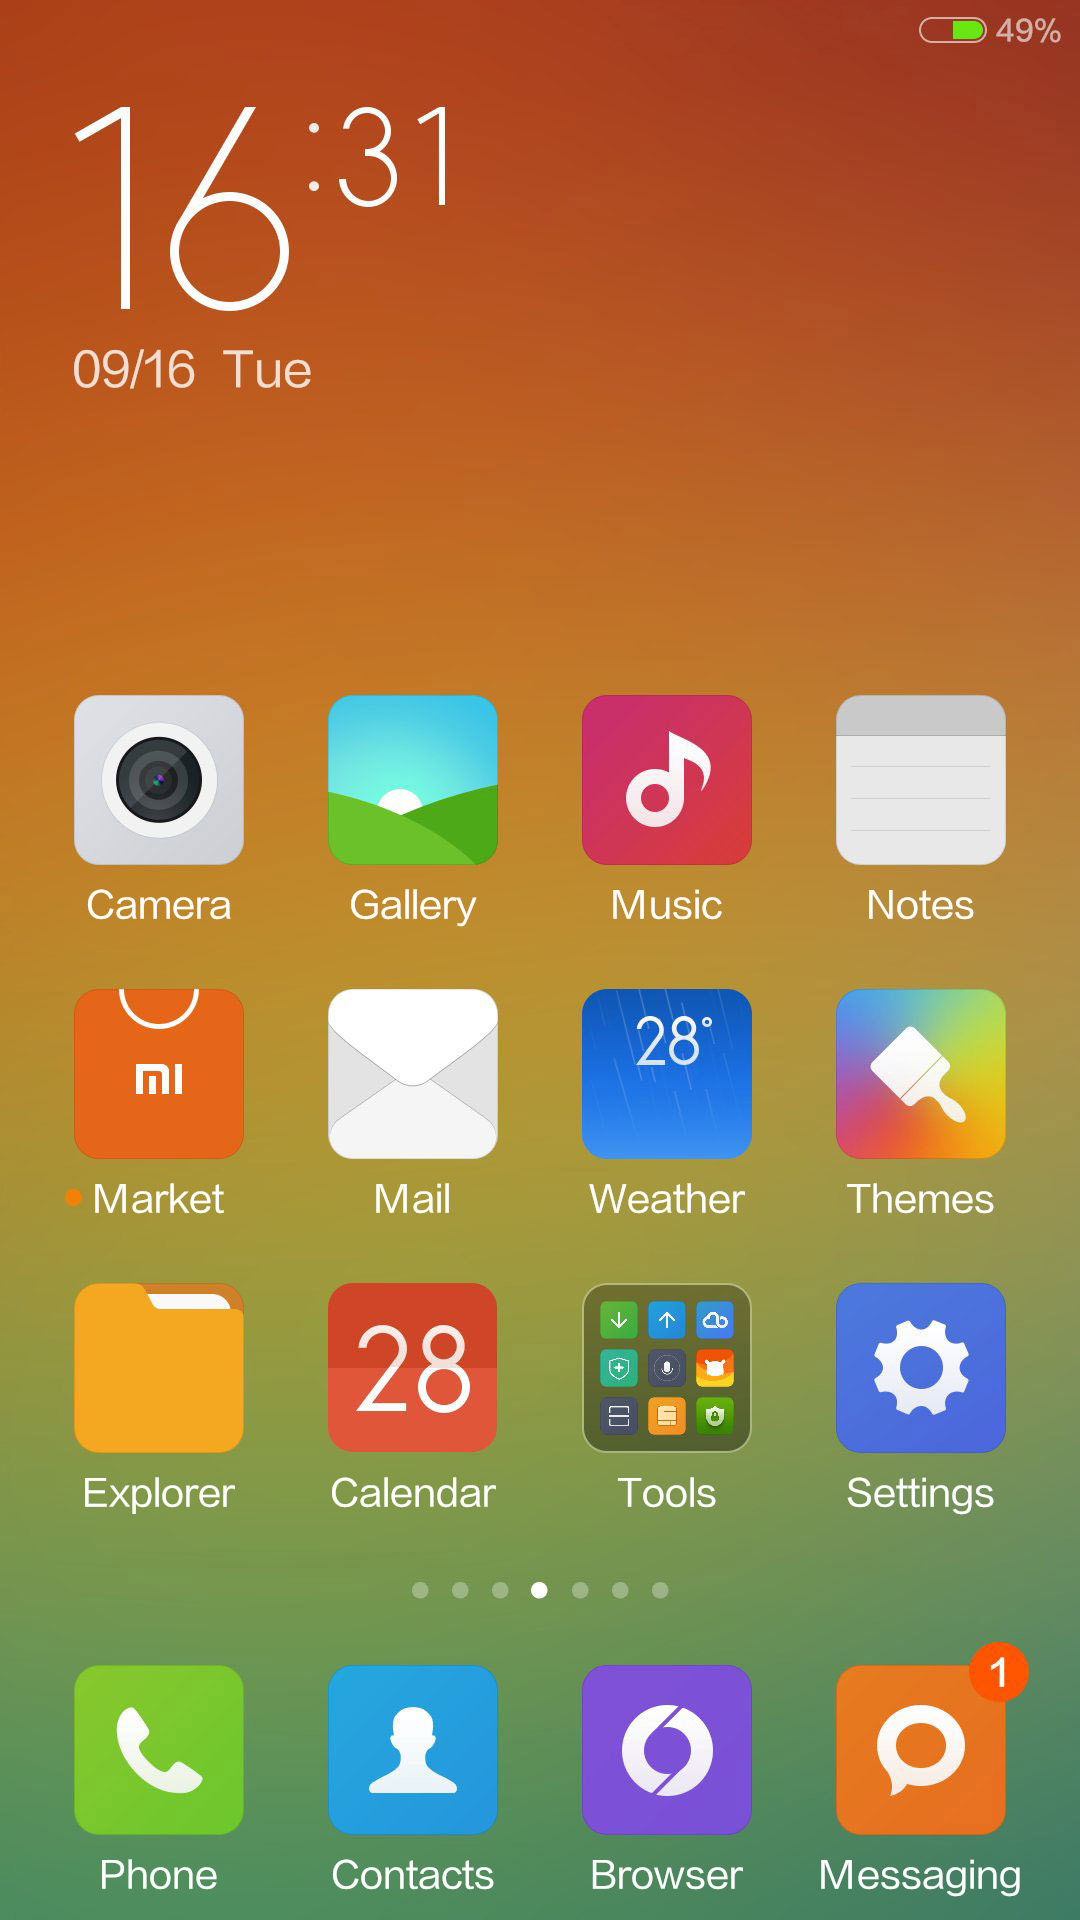 49%
16:31
09/16 Tue
Camera Gallery Music Notes
mi 28°
Market Mail Weather Themes
28
Explorer Calendar Tools Settings
1
Phone Contacts Browser Messaging